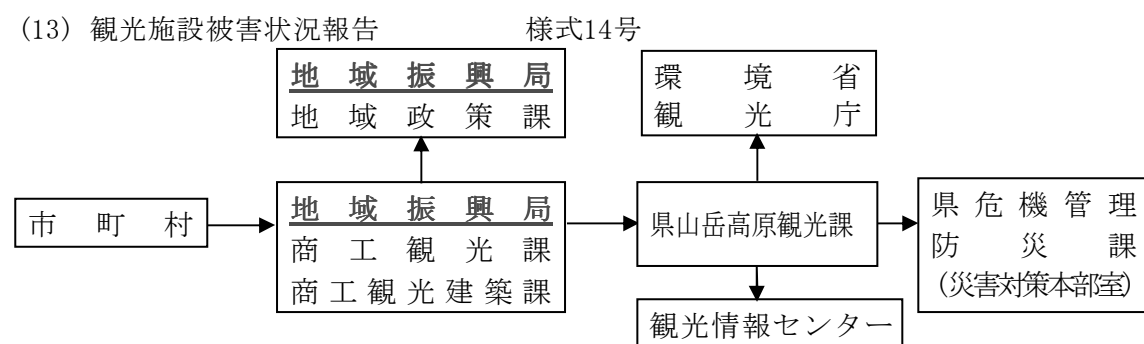 (13) 観光施設被害状況報告 様式14号
地域振興局
地域政策課
環境省
観光庁
市町村
地域振興局
商工観光課
商工観光建築課
県山岳高原観光課
県危機管理
防災課
(災害対策本部室)
観光情報センター